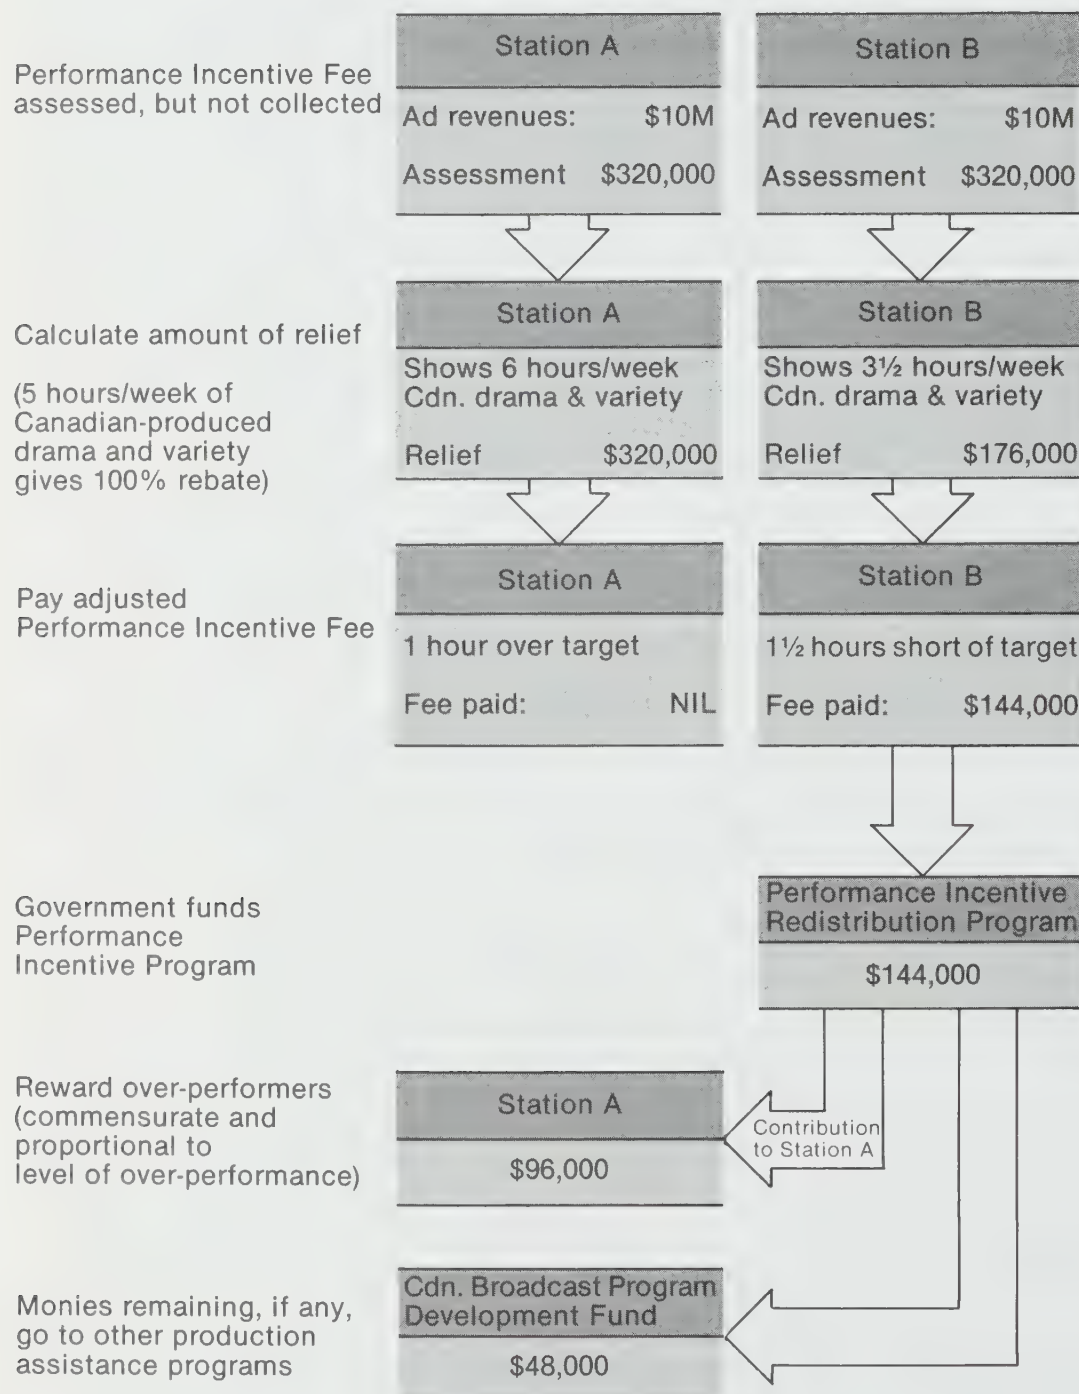 Performance Incentive Fee
assessed, but not collected
Station A
Ad revenues: $10M
Assessment $320,000
Station B
Ad revenues: $10M
Assessment $320,000
Calculate amount of relief
(5 hours/week of
Canadian-produced
drama and variety
gives 100% rebate)
Station A
Shows 6 hours/week
Cdn. drama & variety
Relief $320,000
Station B
Shows 3½ hours/week
Cdn. drama & variety
Relief $176,000
Pay adjusted
Performance Incentive Fee
Station A
1 hour over target
Fee paid: NIL
Station B
1½ hours short of target
Fee paid: $144,000
Government funds
Performance
Incentive Program
Performance Incentive
Redistribution Program
$144,000
Reward over-performers
(commensurate and
proportional to
level of over-performance)
Station A
$96,000
Contribution
to Station A
Monies remaining, if any,
go to other production
assistance programs
Cdn. Broadcast Program
Development Fund
$48,000